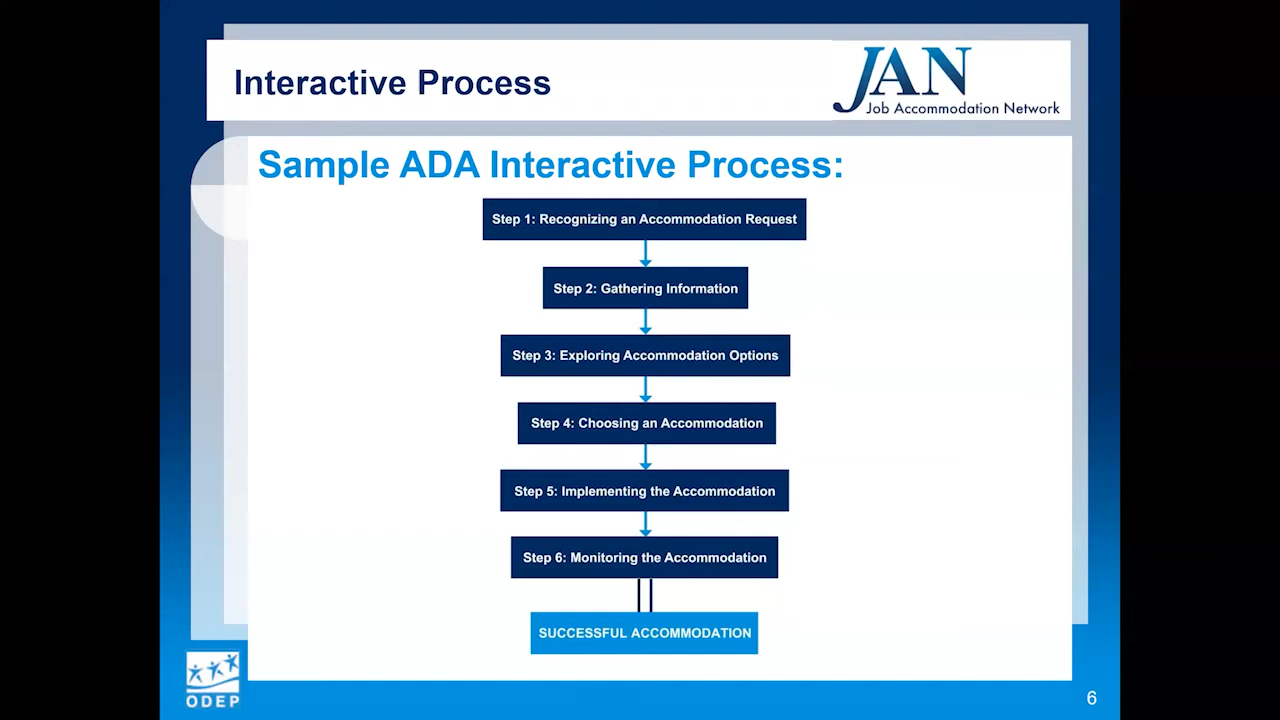 Interactive Process
JAN
Job Accommodation Network
Sample ADA Interactive Process:
Step 1: Recognizing an Accommodation Request
Step 2: Gathering Information
Step 3: Exploring Accommodation Options
Step 4: Choosing an Accommodation
Step 5: Implementing the Accommodation
Step 6: Monitoring the Accommodation
SUCCESSFUL ACCOMMODATION
ODEP
6